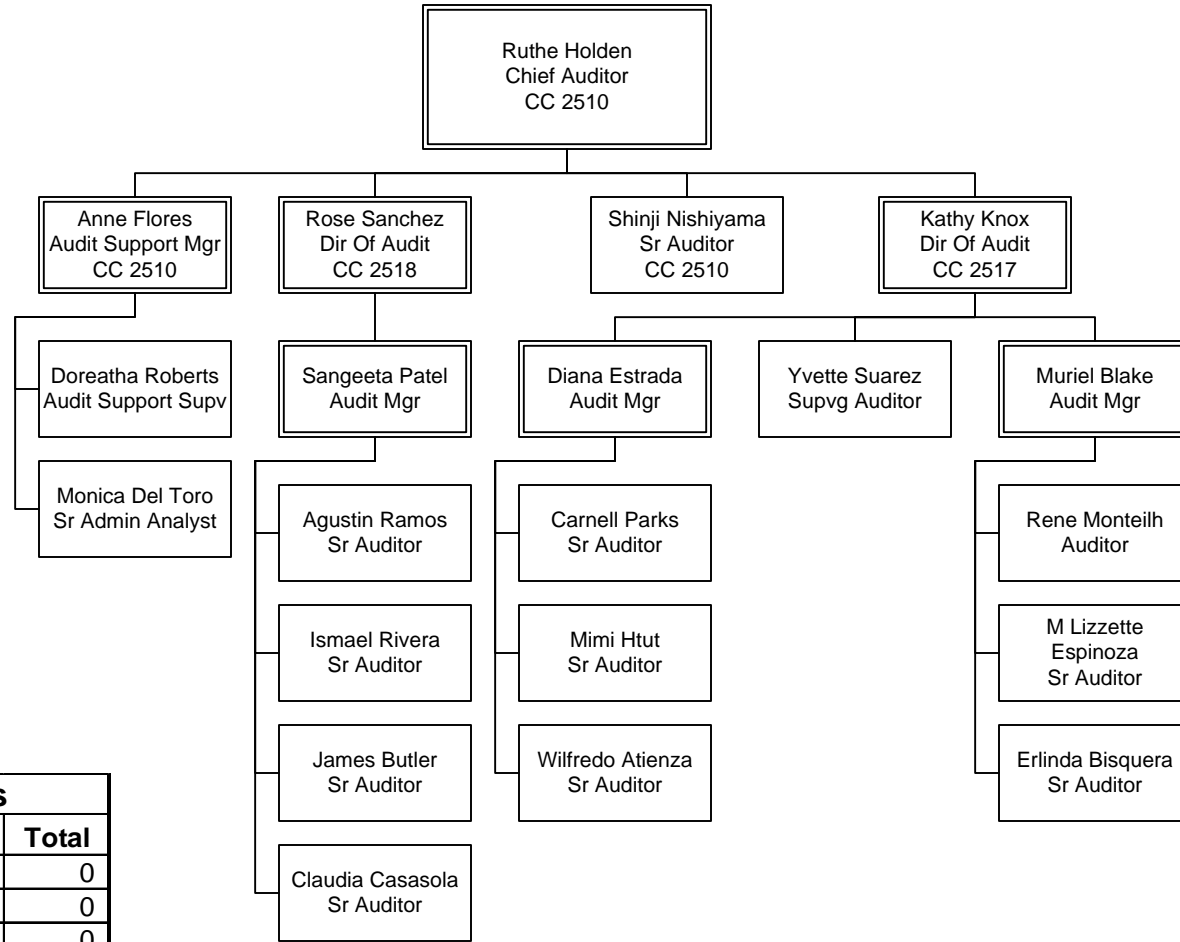 Ruthe Holden
Chief Auditor
CC 2510
Anne Flores
Audit Support Mgr
CC 2510
Rose Sanchez
Dir Of Audit
CC 2518
Shinji Nishiyama
Sr Auditor
CC 2510
Kathy Knox
Dir Of Audit
CC 2517
Doreatha Roberts
Audit Support Supv
Sangeeta Patel
Audit Mgr
Diana Estrada
Audit Mgr
Yvette Suarez
Supvg Auditor
Muriel Blake
Audit Mgr
Monica Del Toro
Sr Admin Analyst
Agustin Ramos
Sr Auditor
Carnell Parks
Sr Auditor
Rene Monteilh
Auditor
Ismael Rivera
Sr Auditor
Mimi Htut
Sr Auditor
M Lizzette
Espinoza
Sr Auditor
James Butler
Sr Auditor
Wilfredo Atienza
Sr Auditor
Erlinda Bisquera
Sr Auditor
Claudia Casasola
Sr Auditor
s
Total
0
0
0